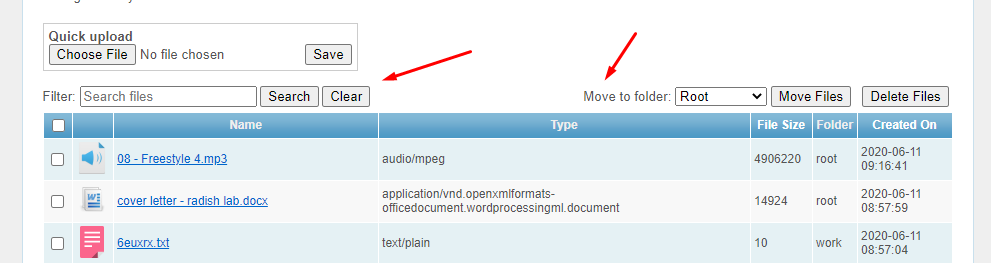 Quick upload
Choose File No file chosen Save
Filter: Search files Search Clear Move to folder: Root Move Files Delete Files
Name Type File Size Folder Created On
08 - Freestyle 4.mp3 audio/mpeg 4906220 root 2020-06-11 09:16:41
cover letter - radish lab.docx application/vnd.openxmlformats-officedocument.wordprocessingml.document 14924 root 2020-06-11 08:57:59
6euxrx.txt text/plain 10 work 2020-06-11 08:57:04